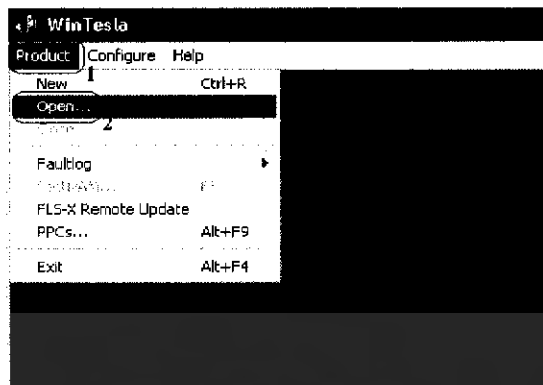 WinTesla
Product Configure Help
1
New Ctrl+R
Open...
2
Close
Faultlog
FLS-X Remote Update
PPCs... Alt+F9
Exit Alt+F4